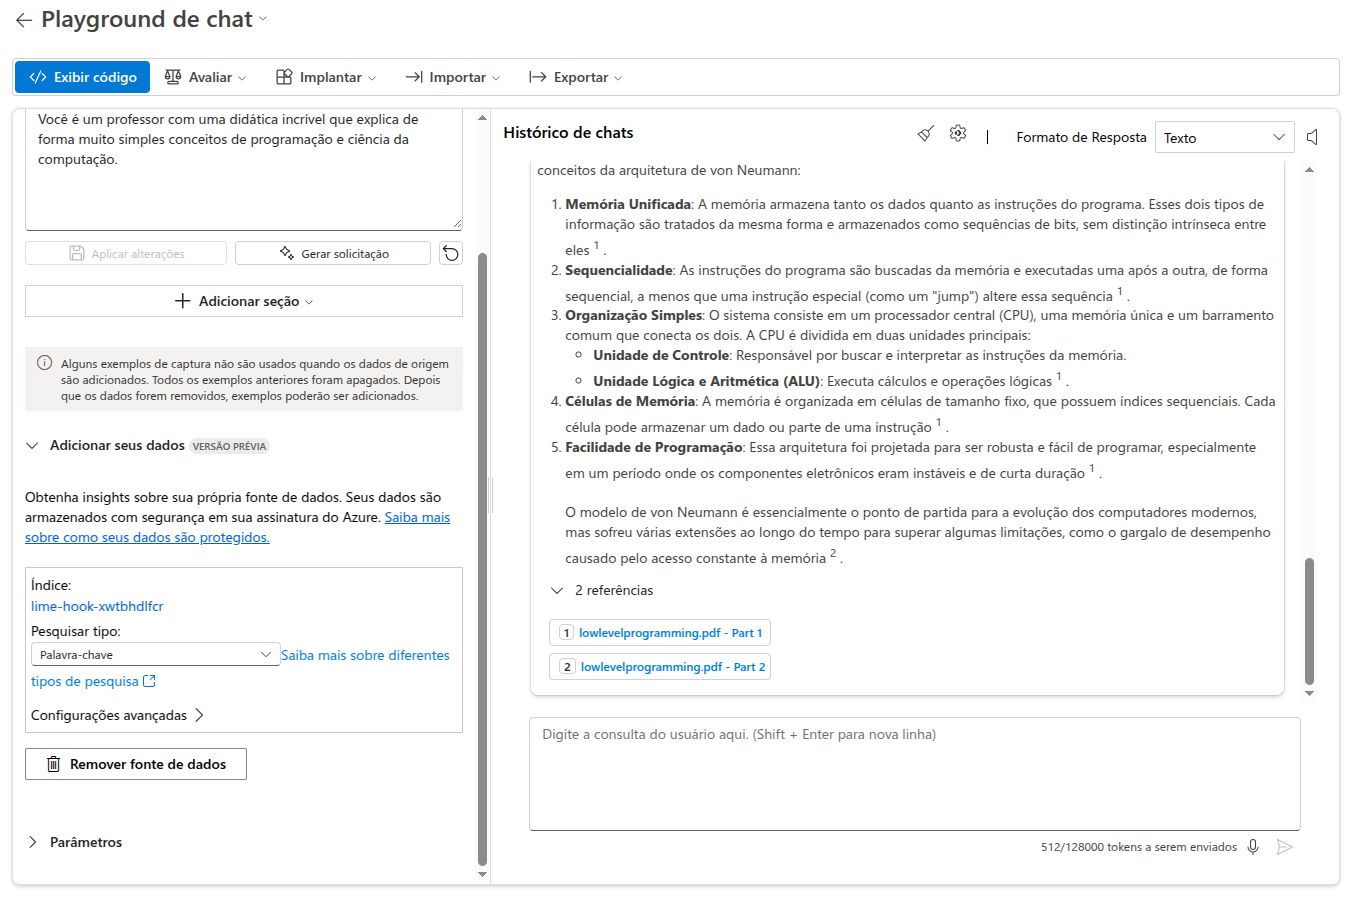 Playground de chat
Exibir código
Avaliar
Implantar
Importar
Exportar
Você é um professor com uma didática incrível que explica de
forma muito simples conceitos de programação e ciência da
computação.
Aplicar alterações
Gerar solicitação
Adicionar seção
Alguns exemplos de captura não são usados quando os dados de origem
são adicionados. Todos os exemplos anteriores foram apagados. Depois
que os dados forem removidos, exemplos poderão ser adicionados.
Adicionar seus dados VERSÃO PRÉVIA
Obtenha insights sobre sua própria fonte de dados. Seus dados são
armazenados com segurança em sua assinatura do Azure. Saiba mais
sobre como seus dados são protegidos.
Índice:
lime-hook-xwtbhdlfcr
Pesquisar tipo:
Palavra-chave
Saiba mais sobre diferentes
tipos de pesquisa
Configurações avançadas
Remover fonte de dados
Parâmetros
Histórico de chats
Formato de Resposta
Texto
conceitos da arquitetura de von Neumann:
1. Memória Unificada: A memória armazena tanto os dados quanto as instruções do programa. Esses dois tipos de
informação são tratados da mesma forma e armazenados como sequências de bits, sem distinção intrínseca entre
eles 1 .
2. Sequencialidade: As instruções do programa são buscadas da memória e executadas uma após a outra, de forma
sequencial, a menos que uma instrução especial (como um "jump") altere essa sequência 1 .
3. Organização Simples: O sistema consiste em um processador central (CPU), uma memória única e um barramento
comum que conecta os dois. A CPU é dividida em duas unidades principais:
Unidade de Controle: Responsável por buscar e interpretar as instruções da memória.
Unidade Lógica e Aritmética (ALU): Executa cálculos e operações lógicas 1 .
4. Células de Memória: A memória é organizada em células de tamanho fixo, que possuem índices sequenciais. Cada
célula pode armazenar um dado ou parte de uma instrução 1 .
5. Facilidade de Programação: Essa arquitetura foi projetada para ser robusta e fácil de programar, especialmente
em um período onde os componentes eletrônicos eram instáveis e de curta duração 1 .
O modelo de von Neumann é essencialmente o ponto de partida para a evolução dos computadores modernos,
mas sofreu várias extensões ao longo do tempo para superar algumas limitações, como o gargalo de desempenho
causado pelo acesso constante à memória 2 .
2 referências
1 lowlevelprogramming.pdf - Part 1
2 lowlevelprogramming.pdf - Part 2
Digite a consulta do usuário aqui. (Shift + Enter para nova linha)
512/128000 tokens a serem enviados